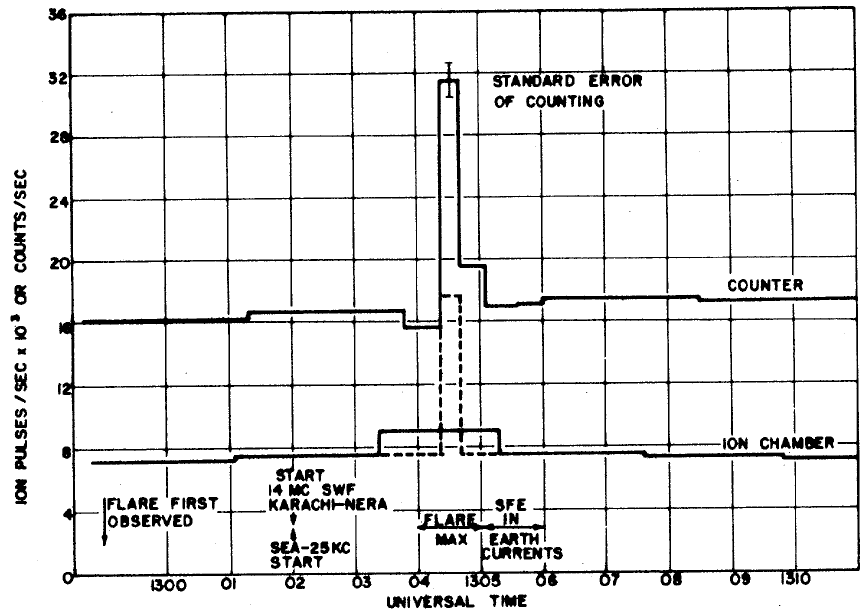 36
32
28
24
20
16
12
8
4
0
ION PULSES/SEC x 10³ OR COUNTS/SEC
STANDARD ERROR
OF COUNTING
COUNTER
ION CHAMBER
FLARE FIRST
OBSERVED
START
14 MC SWF
KARACHI-NERA
SEA-25KC
START
FLARE
MAX
SFE
IN
EARTH
CURRENTS
1300 01 02 03 04 1305 06 07 08 09 1310
UNIVERSAL TIME